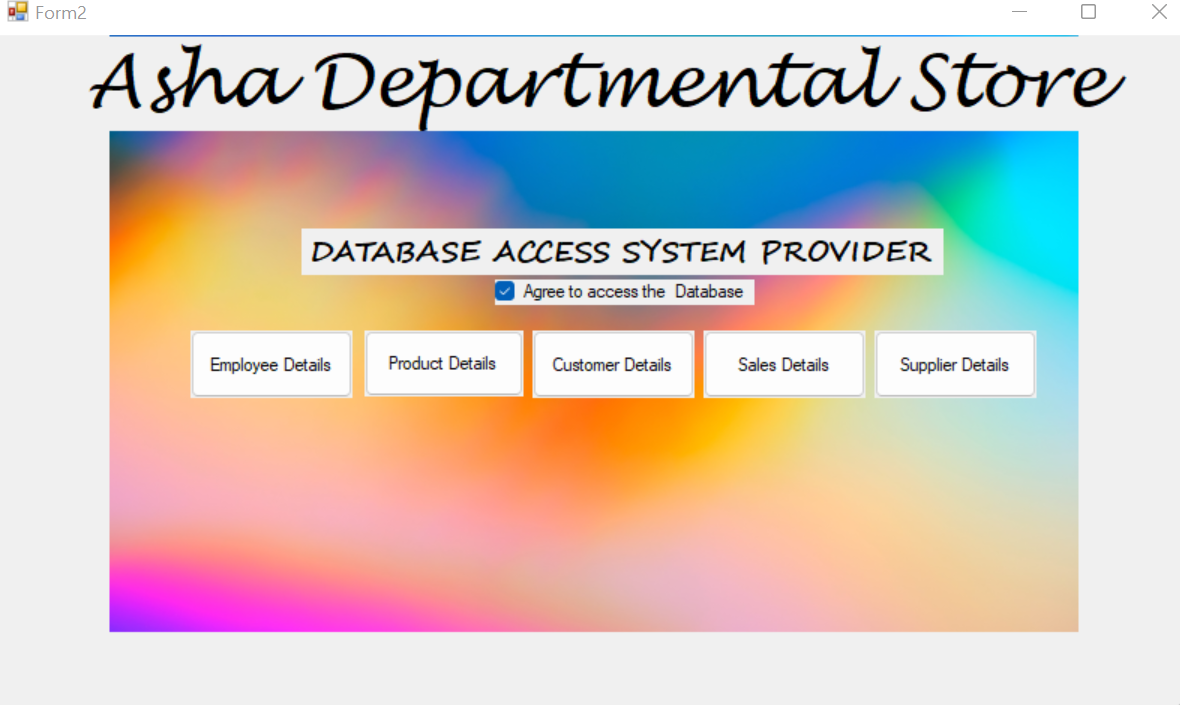 Form2
Asha Departmental Store
DATABASE ACCESS SYSTEM PROVIDER
Agree to access the  Database
Employee Details
Product Details
Customer Details
Sales Details
Supplier Details